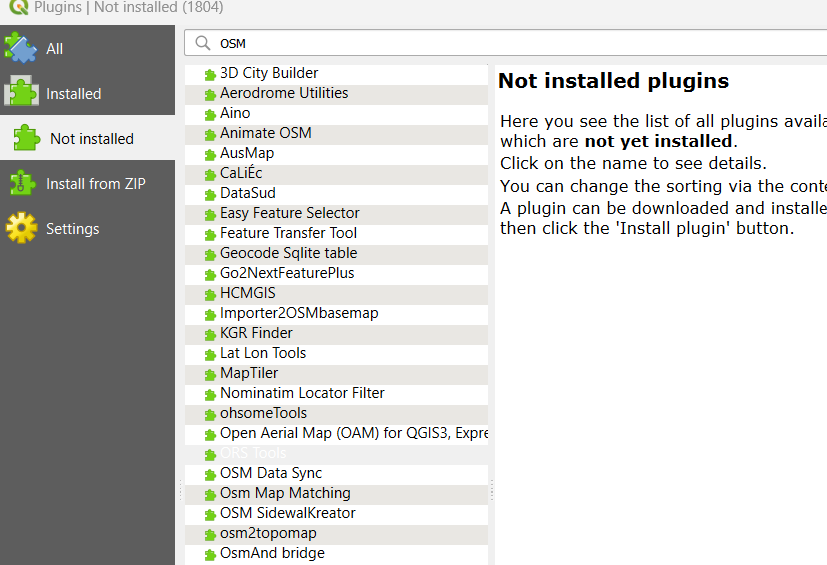 Plugins | Not installed (1804)
All
Installed
Not installed
Install from ZIP
Settings
OSM
3D City Builder
Aerodrome Utilities
Aino
Animate OSM
AusMap
CaLiÉc
DataSud
Easy Feature Selector
Feature Transfer Tool
Geocode Sqlite table
Go2NextFeaturePlus
HCMGIS
Importer2OSMbasemap
KGR Finder
Lat Lon Tools
MapTiler
Nominatim Locator Filter
ohsomeTools
Open Aerial Map (OAM) for QGIS3, Expre
ORS Tools
OSM Data Sync
Osm Map Matching
OSM SidewalKreator
osm2topomap
OsmAnd bridge
Not installed plugins
Here you see the list of all plugins availa
which are not yet installed.
Click on the name to see details.
You can change the sorting via the conte
A plugin can be downloaded and installe
then click the 'Install plugin' button.